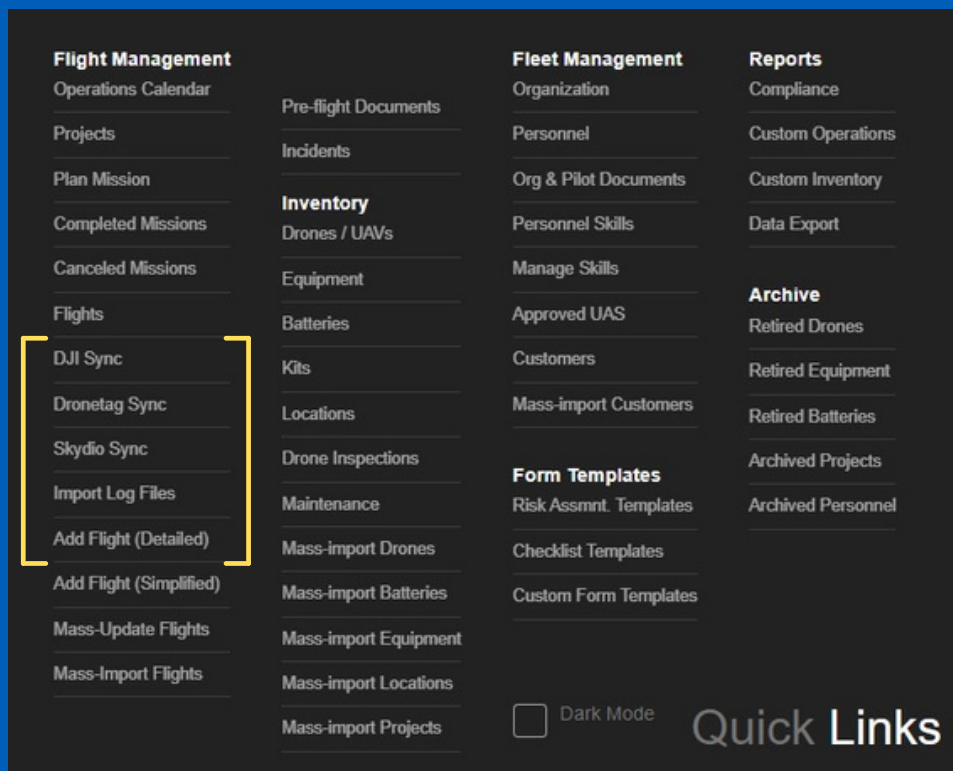 Flight Management
Operations Calendar
Projects
Plan Mission
Completed Missions
Canceled Missions
Flights
DJI Sync
Dronetag Sync
Skydio Sync
Import Log Files
Add Flight (Detailed)
Add Flight (Simplified)
Mass-Update Flights
Mass-Import Flights
Pre-flight Documents
Incidents
Inventory
Drones / UAVs
Equipment
Batteries
Kits
Locations
Drone Inspections
Maintenance
Mass-import Drones
Mass-import Batteries
Mass-import Equipment
Mass-import Locations
Mass-import Projects
Fleet Management
Organization
Personnel
Org & Pilot Documents
Personnel Skills
Manage Skills
Approved UAS
Customers
Mass-import Customers
Form Templates
Risk Assmnt. Templates
Checklist Templates
Custom Form Templates
Reports
Compliance
Custom Operations
Custom Inventory
Data Export
Archive
Retired Drones
Retired Equipment
Retired Batteries
Archived Projects
Archived Personnel
Dark Mode
Quick Links